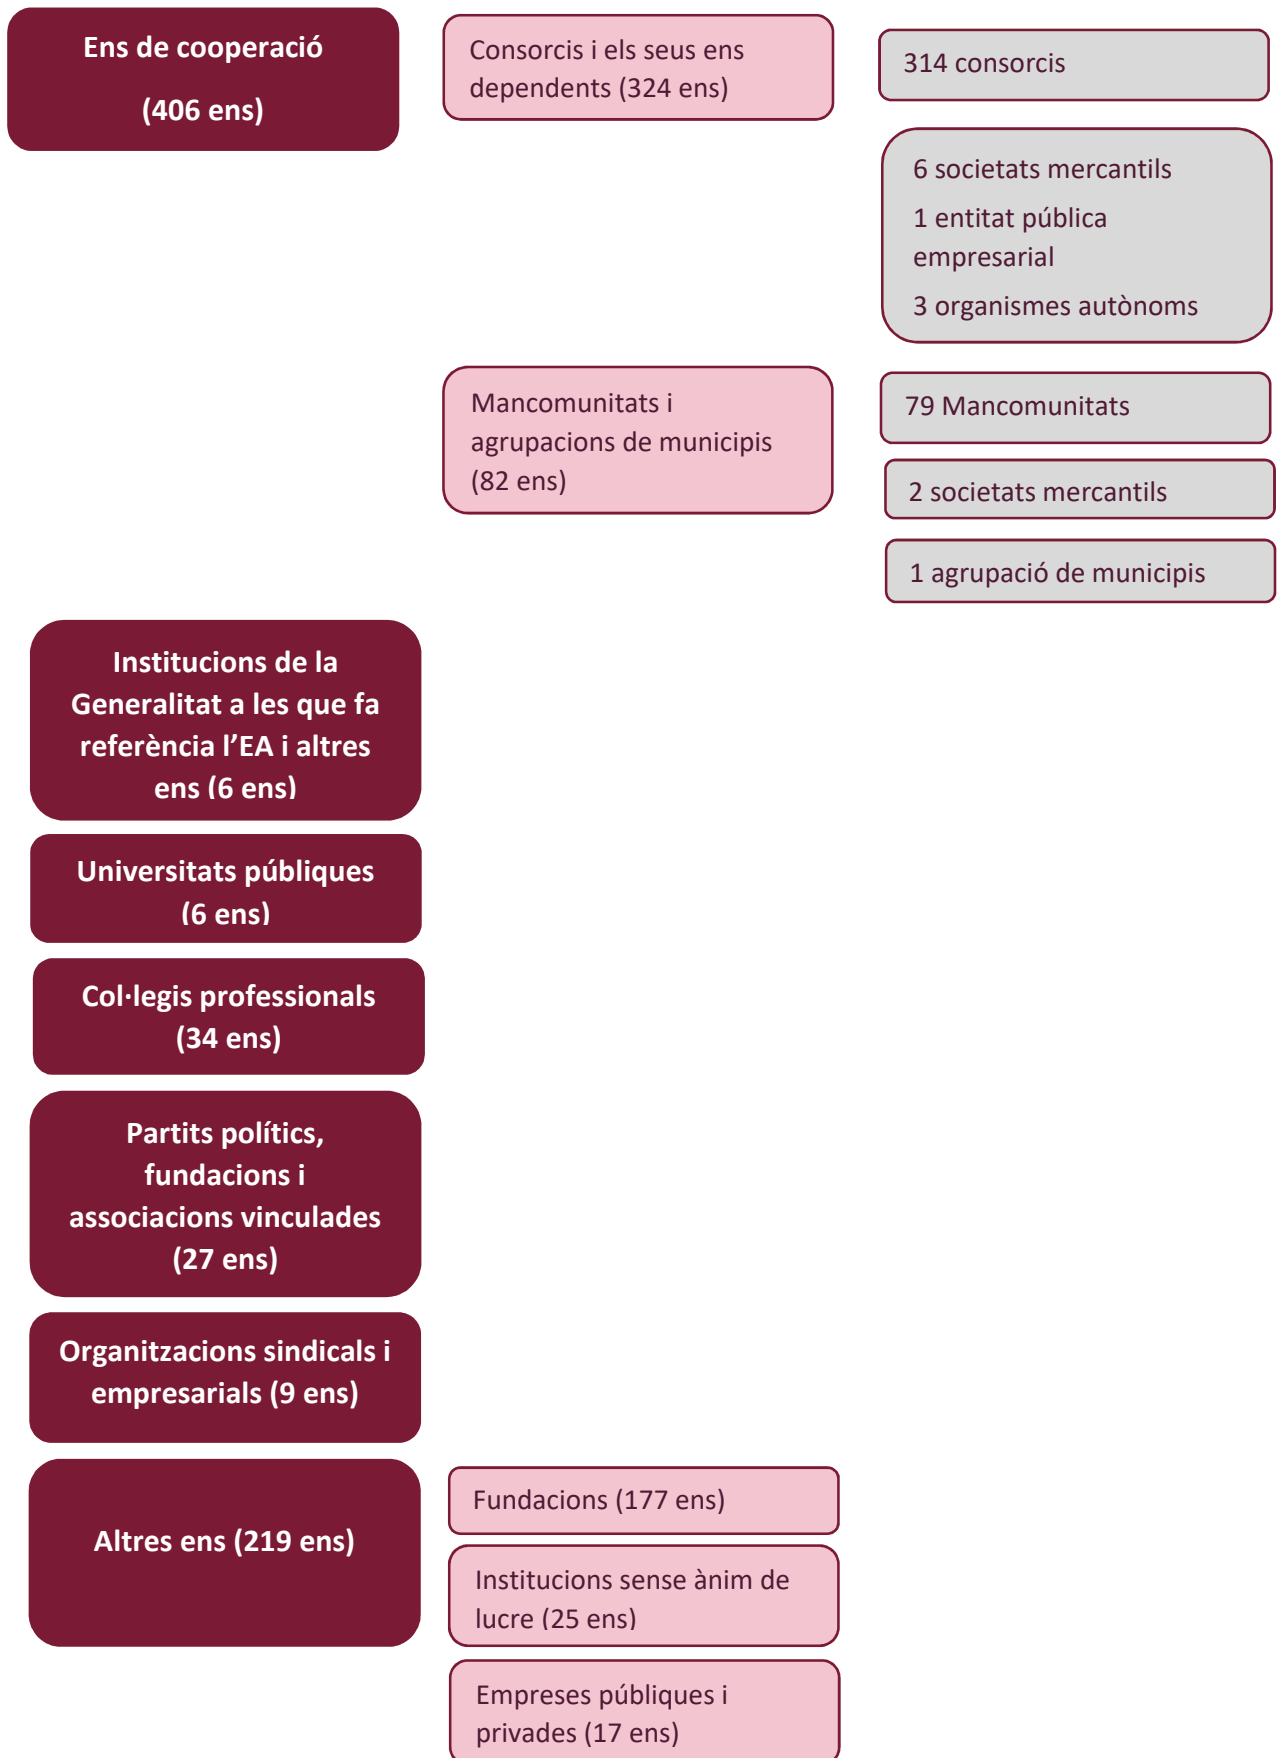 Ens de cooperació
(406 ens)
Consorcis i els seus ens
dependents (324 ens)
314 consorcis
6 societats mercantils
1 entitat pública
empresarial
3 organismes autònoms
Mancomunitats i
agrupacions de municipis
(82 ens)
79 Mancomunitats
2 societats mercantils
1 agrupació de municipis
Institucions de la
Generalitat a les que fa
referència l’EA i altres
ens (6 ens)
Universitats públiques
(6 ens)
Col·legis professionals
(34 ens)
Partits polítics,
fundacions i
associacions vinculades
(27 ens)
Organitzacions sindicals i
empresarials (9 ens)
Altres ens (219 ens)
Fundacions (177 ens)
Institucions sense ànim de
lucre (25 ens)
Empreses públiques i
privades (17 ens)